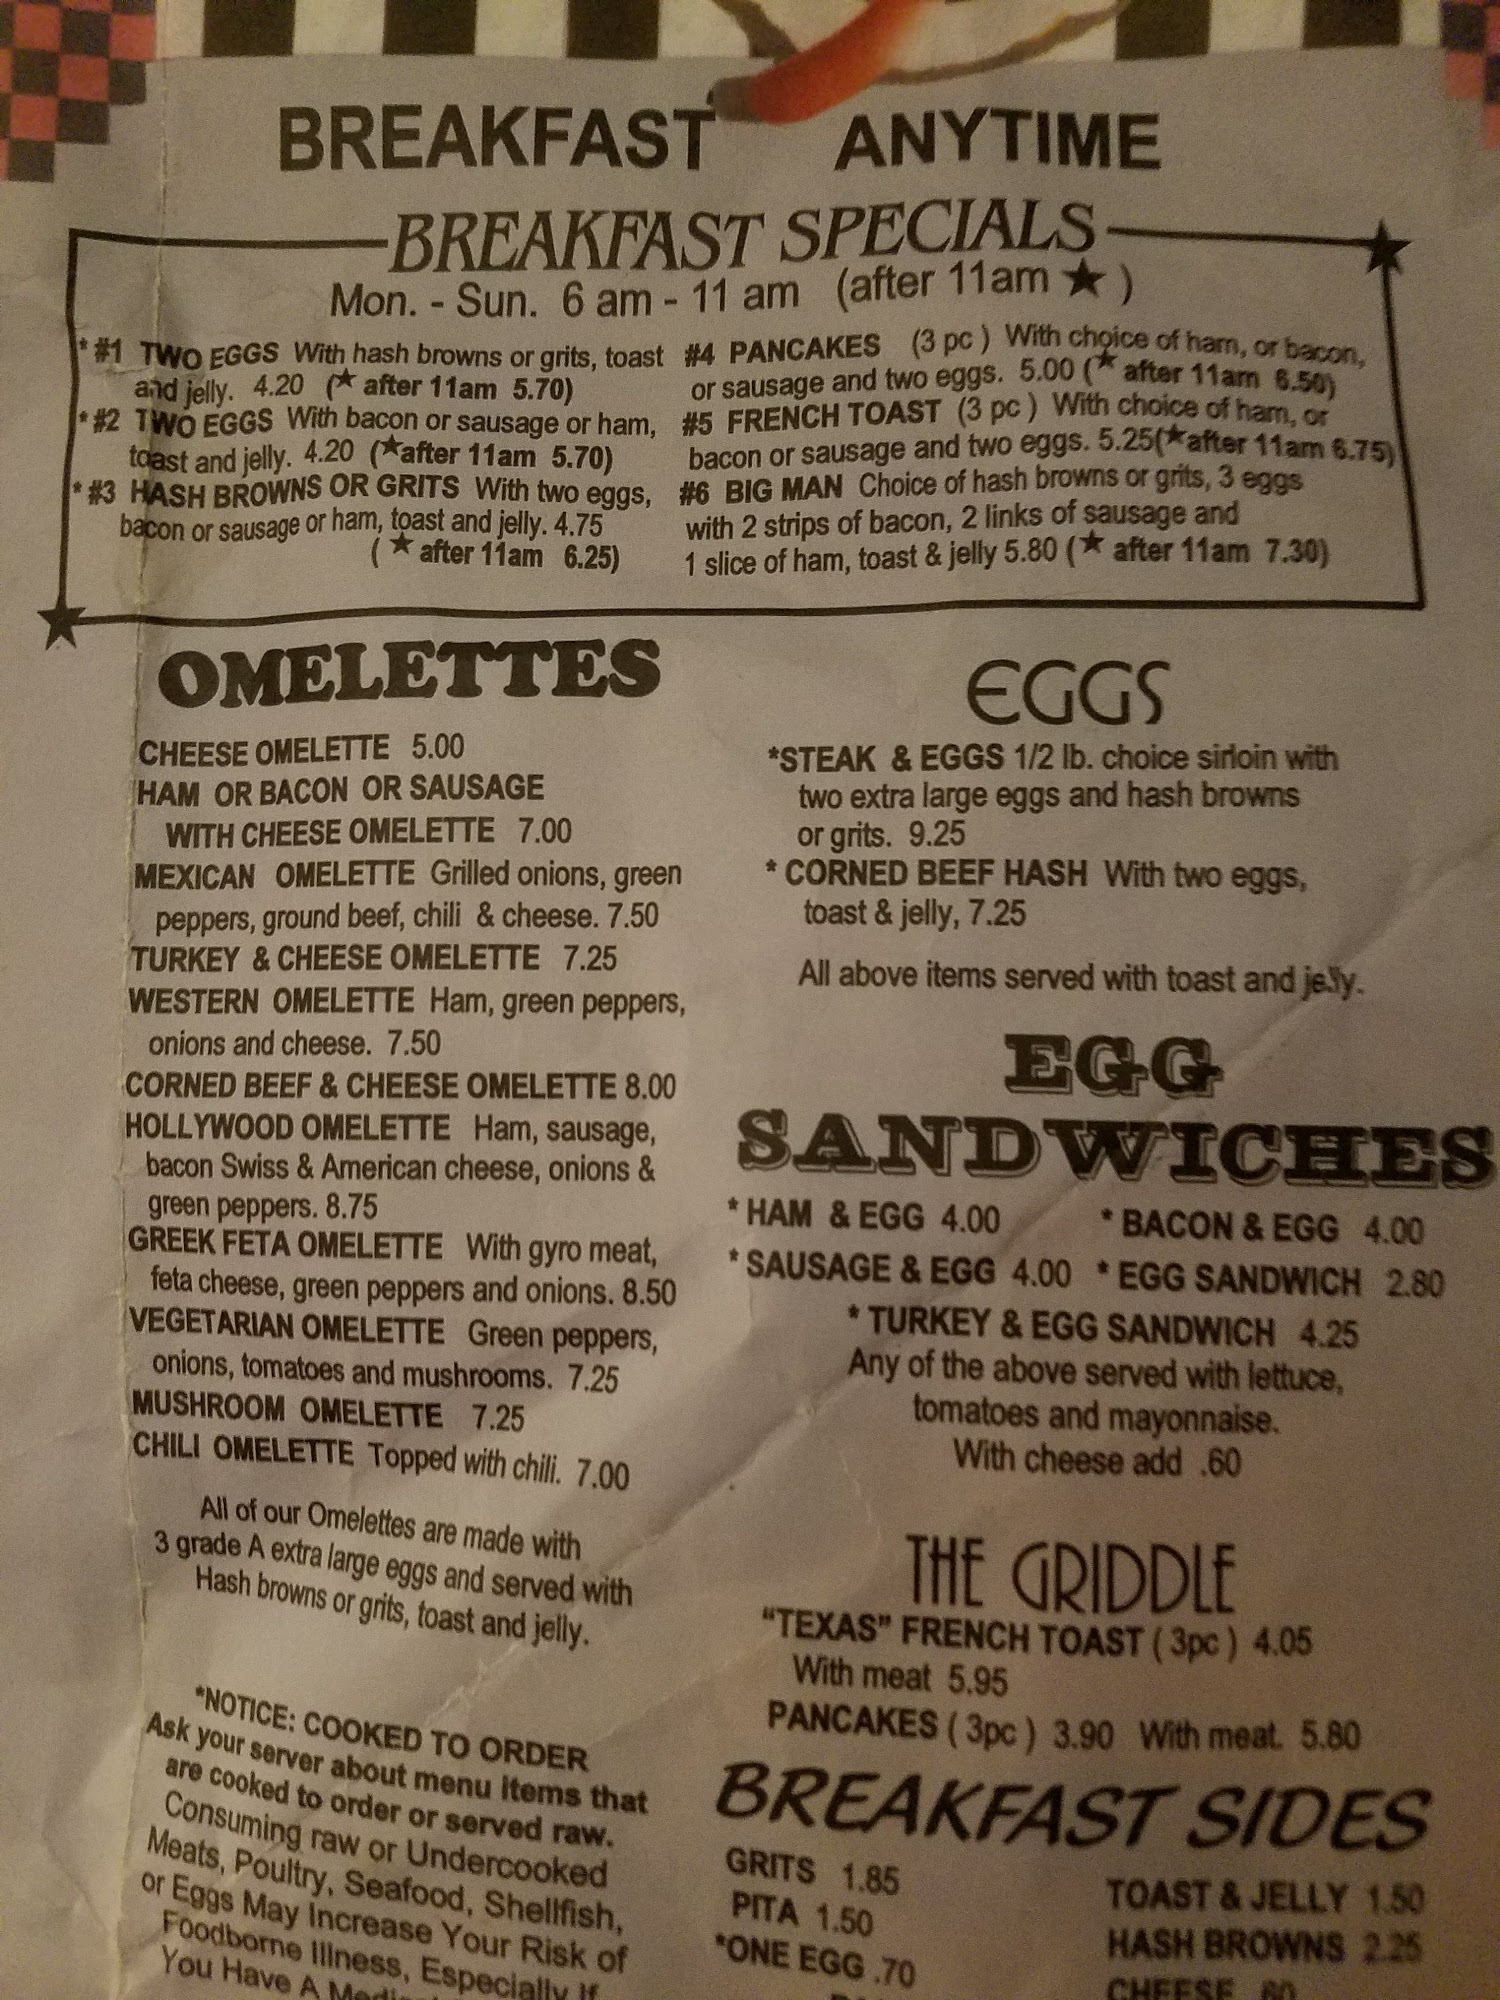 BREAKFAST ANYTIME
BREAKFAST SPECIALS
Mon. - Sun. 6 am - 11 am (after 11am ★ )
* #1 TWO EGGS With hash browns or grits, toast
and jelly. 4.20 (★ after 11am 5.70)
* #2 TWO EGGS With bacon or sausage or ham,
toast and jelly. 4.20 (★after 11am 5.70)
* #3 HASH BROWNS OR GRITS With two eggs,
bacon or sausage or ham, toast and jelly. 4.75
( ★ after 11am 6.25)
#4 PANCAKES (3 pc ) With choice of ham, or bacon,
or sausage and two eggs. 5.00 (★ after 11am 6.50)
#5 FRENCH TOAST (3 pc ) With choice of ham, or
bacon or sausage and two eggs. 5.25(★after 11am 6.75)
#6 BIG MAN Choice of hash browns or grits, 3 eggs
with 2 strips of bacon, 2 links of sausage and
1 slice of ham, toast & jelly 5.80 (★ after 11am 7.30)
OMELETTES
CHEESE OMELETTE 5.00
HAM OR BACON OR SAUSAGE
WITH CHEESE OMELETTE 7.00
MEXICAN OMELETTE Grilled onions, green
peppers, ground beef, chili & cheese. 7.50
TURKEY & CHEESE OMELETTE 7.25
WESTERN OMELETTE Ham, green peppers,
onions and cheese. 7.50
CORNED BEEF & CHEESE OMELETTE 8.00
HOLLYWOOD OMELETTE Ham, sausage,
bacon Swiss & American cheese, onions &
green peppers. 8.75
GREEK FETA OMELETTE With gyro meat,
feta cheese, green peppers and onions. 8.50
VEGETARIAN OMELETTE Green peppers,
onions, tomatoes and mushrooms. 7.25
MUSHROOM OMELETTE 7.25
CHILI OMELETTE Topped with chili. 7.00
All of our Omelettes are made with
3 grade A extra large eggs and served with
Hash browns or grits, toast and jelly.
*NOTICE: COOKED TO ORDER
Ask your server about menu items that
are cooked to order or served raw.
Consuming raw or Undercooked
Meats, Poultry, Seafood, Shellfish,
or Eggs May Increase Your Risk of
Foodborne Illness, Especially If
You Have A
EGGS
*STEAK & EGGS 1/2 lb. choice sirloin with
two extra large eggs and hash browns
or grits. 9.25
* CORNED BEEF HASH With two eggs,
toast & jelly, 7.25
All above items served with toast and jelly.
EGG
SANDWICHES
* HAM & EGG 4.00 * BACON & EGG 4.00
* SAUSAGE & EGG 4.00 * EGG SANDWICH 2.80
* TURKEY & EGG SANDWICH 4.25
Any of the above served with lettuce,
tomatoes and mayonnaise.
With cheese add .60
THE GRIDDLE
"TEXAS" FRENCH TOAST ( 3pc ) 4.05
With meat 5.95
PANCAKES ( 3pc ) 3.90 With meat. 5.80
BREAKFAST SIDES
GRITS 1.85
PITA 1.50
*ONE EGG .70
TOAST & JELLY 1.50
HASH BROWNS 2.25
CHEESE .60